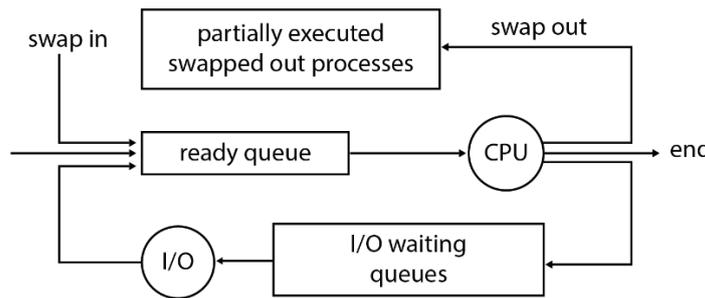 swap in
partially executed
swapped out processes
swap out
ready queue
CPU
end
I/O
I/O waiting
queues